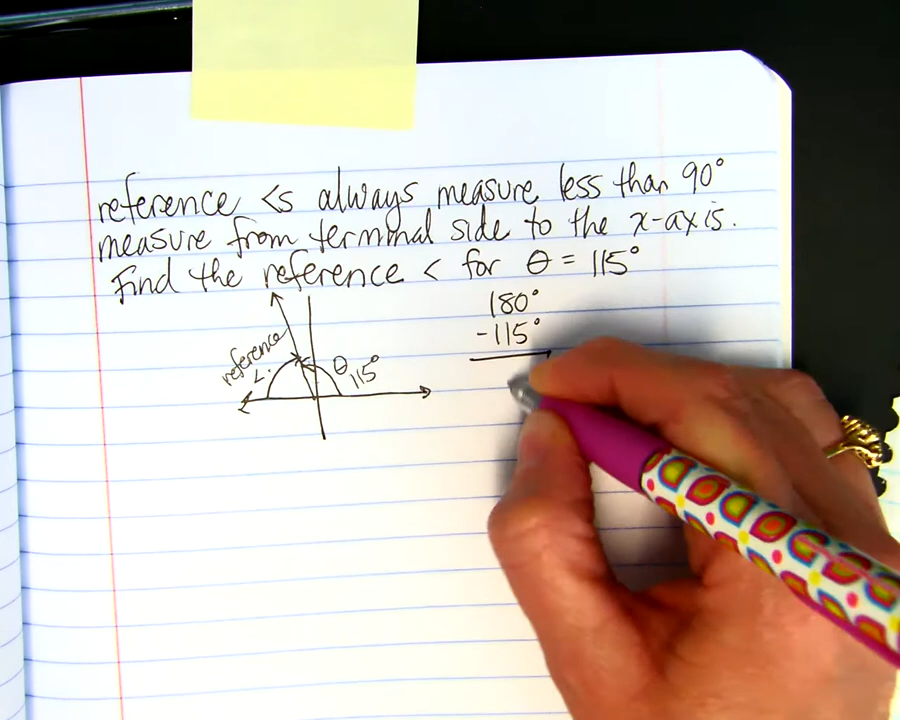 reference <s always measure less than 90°
measure from terminal side to the x-axis.
Find the reference < for θ = 115°
180°
-115°
reference
<.
θ
115°